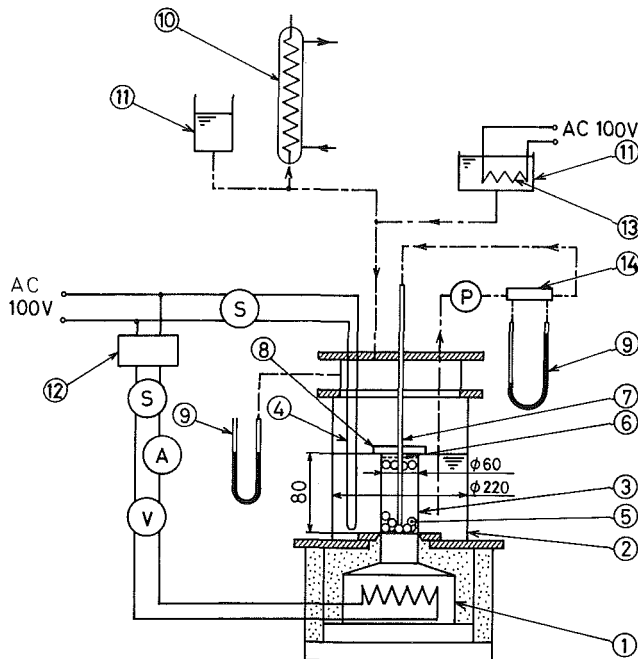 ⑩
⑪
AC 100V
⑪
⑬
⑭
P
AC
100V
S
⑧
⑨
⑫
⑦
S
⑨
④
⑥
A
φ60
③
80
φ220
⑤
V
②
①